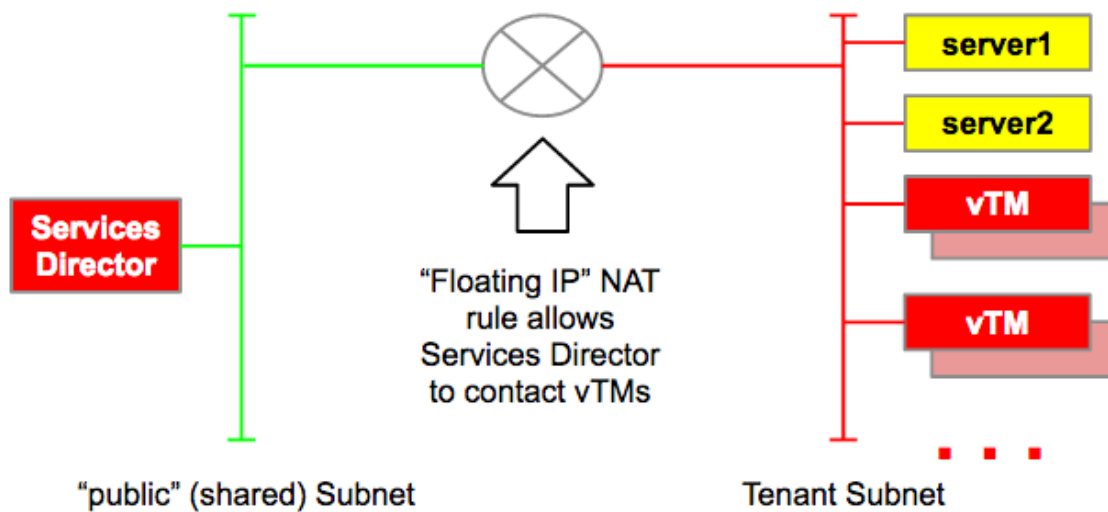 server1
server2
Services
Director
vTM
vTM
“Floating IP” NAT
rule allows
Services Director
to contact vTMs
“public” (shared) Subnet
Tenant Subnet